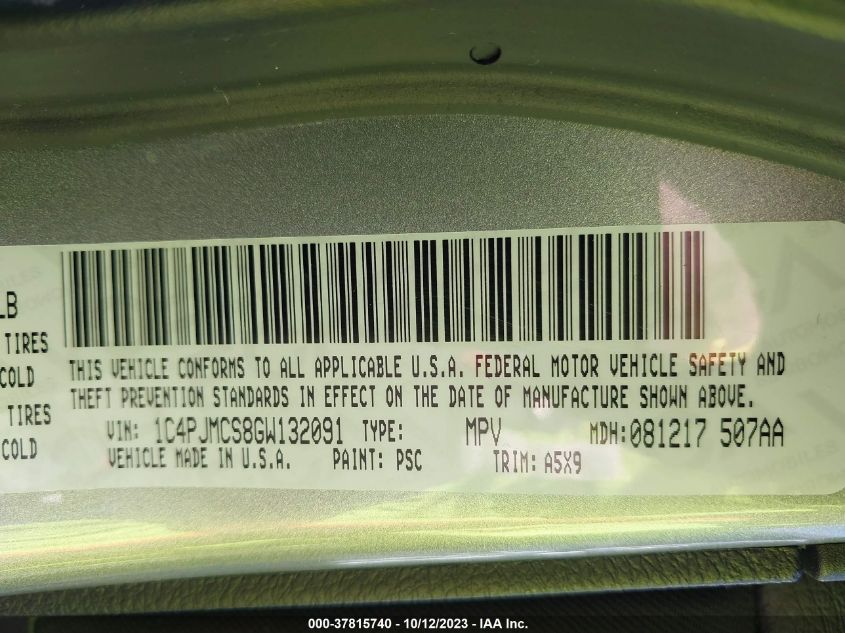 LB
TIRES
COLD
TIRES
COLD
THIS VEHICLE CONFORMS TO ALL APPLICABLE U.S.A. FEDERAL MOTOR VEHICLE SAFETY AND
THEFT PREVENTION STANDARDS IN EFFECT ON THE DATE OF MANUFACTURE SHOWN ABOVE.
VIN: 1C4PJMCS8GW132091 TYPE: MPV MDH:081217 507AA
VEHICLE MADE IN U.S.A. PAINT: PSC TRIM: A5X9
000-37815740 - 10/12/2023 - IAA Inc.